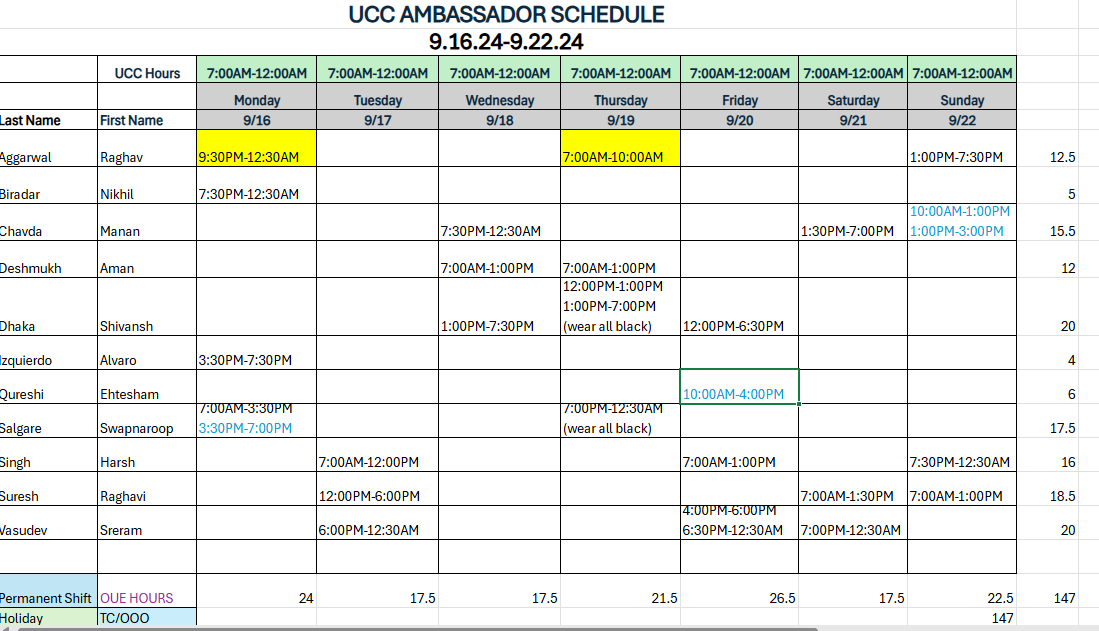 UCC AMBASSADOR SCHEDULE
9.16.24-9.22.24
UCC Hours 7:00AM-12:00AM 7:00AM-12:00AM 7:00AM-12:00AM 7:00AM-12:00AM 7:00AM-12:00AM 7:00AM-12:00AM 7:00AM-12:00AM
Monday Tuesday Wednesday Thursday Friday Saturday Sunday
Last Name First Name 9/16 9/17 9/18 9/19 9/20 9/21 9/22
Aggarwal Raghav 9:30PM-12:30AM 7:00AM-10:00AM 1:00PM-7:30PM 12.5
Biradar Nikhil 7:30PM-12:30AM 5
10:00AM-1:00PM
Chavda Manan 7:30PM-12:30AM 1:30PM-7:00PM 1:00PM-3:00PM 15.5
Deshmukh Aman 7:00AM-1:00PM 7:00AM-1:00PM 12
12:00PM-1:00PM
1:00PM-7:00PM
Dhaka Shivansh 1:00PM-7:30PM (wear all black) 12:00PM-6:30PM 20
Izquierdo Alvaro 3:30PM-7:30PM 4
Qureshi Ehtesham 10:00AM-4:00PM 6
7:00AM-3:30PM 7:00PM-12:30AM
Salgare Swapnaroop 3:30PM-7:00PM (wear all black) 17.5
Singh Harsh 7:00AM-12:00PM 7:00AM-1:00PM 7:30PM-12:30AM 16
Suresh Raghavi 12:00PM-6:00PM 7:00AM-1:30PM 7:00AM-1:00PM 18.5
4:00PM-6:00PM
Vasudev Sreram 6:00PM-12:30AM 6:30PM-12:30AM 7:00PM-12:30AM 20
Permanent Shift OUE HOURS 24 17.5 17.5 21.5 26.5 17.5 22.5 147
Holiday TC/OOO 147